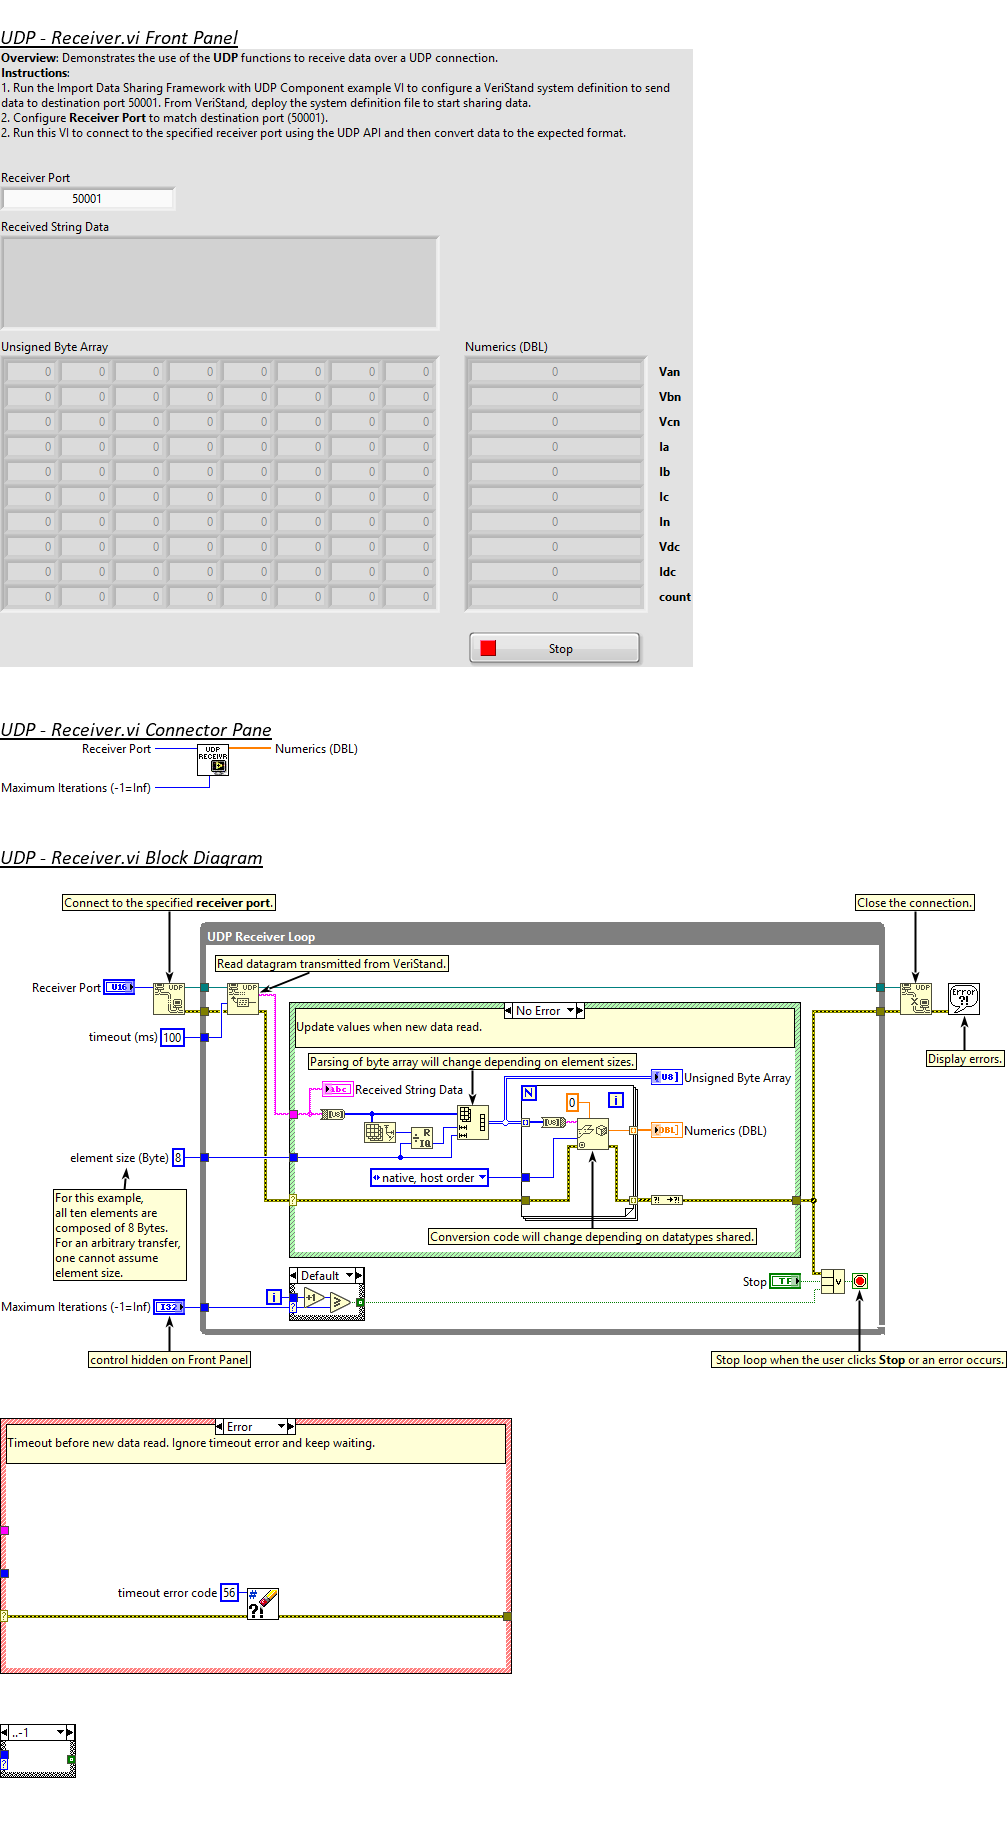 UDP - Receiver.vi Front Panel
Overview: Demonstrates the use of the UDP functions to receive data over a UDP connection.
Instructions:
1. Run the Import Data Sharing Framework with UDP Component example VI to configure a VeriStand system definition to send
data to destination port 50001. From VeriStand, deploy the system definition file to start sharing data.
2. Configure Receiver Port to match destination port (50001).
2. Run this VI to connect to the specified receiver port using the UDP API and then convert data to the expected format.
Receiver Port
50001
Received String Data
Unsigned Byte Array
Numerics (DBL)
0 0 0 0 0 0 0 0 0 Van
0 0 0 0 0 0 0 0 0 Vbn
0 0 0 0 0 0 0 0 0 Vcn
0 0 0 0 0 0 0 0 0 Ia
0 0 0 0 0 0 0 0 0 Ib
0 0 0 0 0 0 0 0 0 Ic
0 0 0 0 0 0 0 0 0 In
0 0 0 0 0 0 0 0 0 Vdc
0 0 0 0 0 0 0 0 0 Idc
0 0 0 0 0 0 0 0 0 count
Stop
UDP - Receiver.vi Connector Pane
Receiver Port
UDP
RECEIVR
Numerics (DBL)
Maximum Iterations (-1=Inf)
UDP - Receiver.vi Block Diagram
Connect to the specified receiver port.
Close the connection.
UDP Receiver Loop
Read datagram transmitted from VeriStand.
Receiver Port U16
UDP
UDP
UDP
Error
?!
No Error
Update values when new data read.
timeout (ms) 100
Display errors.
Parsing of byte array will change depending on element sizes.
U8] Unsigned Byte Array
abc Received String Data
N
0
i
[U8]
[U8]
R
IQ
DBL] Numerics (DBL)
element size (Byte) 8
native, host order
?! →?!
For this example,
all ten elements are
composed of 8 Bytes.
For an arbitrary transfer,
one cannot assume
element size.
Conversion code will change depending on datatypes shared.
Default
Stop TF
V
i
+1
Maximum Iterations (-1=Inf) I32
control hidden on Front Panel
Stop loop when the user clicks Stop or an error occurs.
Error
Timeout before new data read. Ignore timeout error and keep waiting.
timeout error code 56
#
?!
..-1